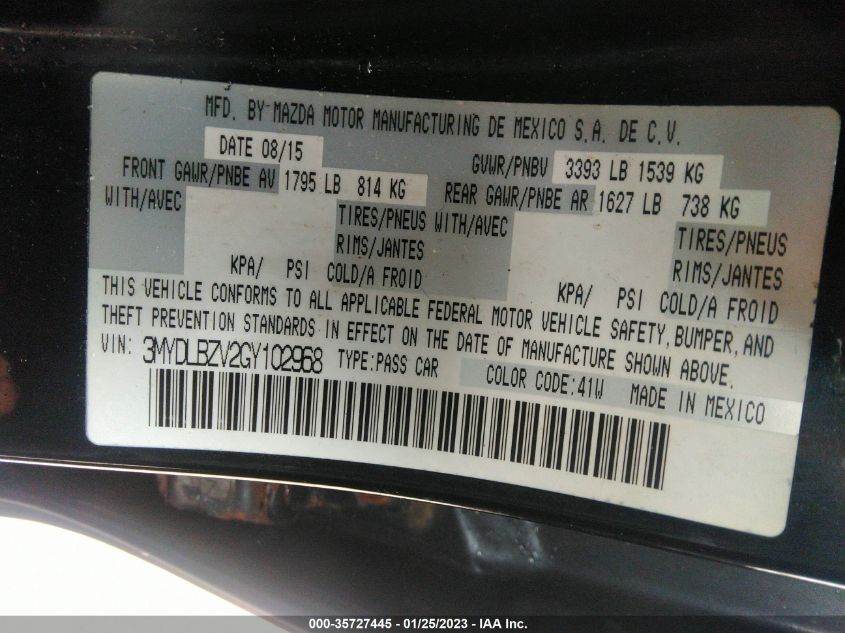 MFD. BY MAZDA MOTOR MANUFACTURING DE MEXICO S.A. DE C.V.
DATE 08/15 GVWR/PNBV 3393 LB 1539 KG
FRONT GAWR/PNBE AV 1795 LB 814 KG REAR GAWR/PNBE AR 1627 LB 738 KG
WITH/AVEC TIRES/PNEUS WITH/AVEC TIRES/PNEUS
RIMS/JANTES RIMS/JANTES
KPA/ PSI COLD/A FROID KPA/ PSI COLD/A FROID
THIS VEHICLE CONFORMS TO ALL APPLICABLE FEDERAL MOTOR VEHICLE SAFETY, BUMPER, AND
THEFT PREVENTION STANDARDS IN EFFECT ON THE DATE OF MANUFACTURE SHOWN ABOVE.
VIN: 3MYDLBZV2GY102968 TYPE:PASS CAR COLOR CODE:41W MADE IN MEXICO
000-35727445 - 01/25/2023 - IAA Inc.